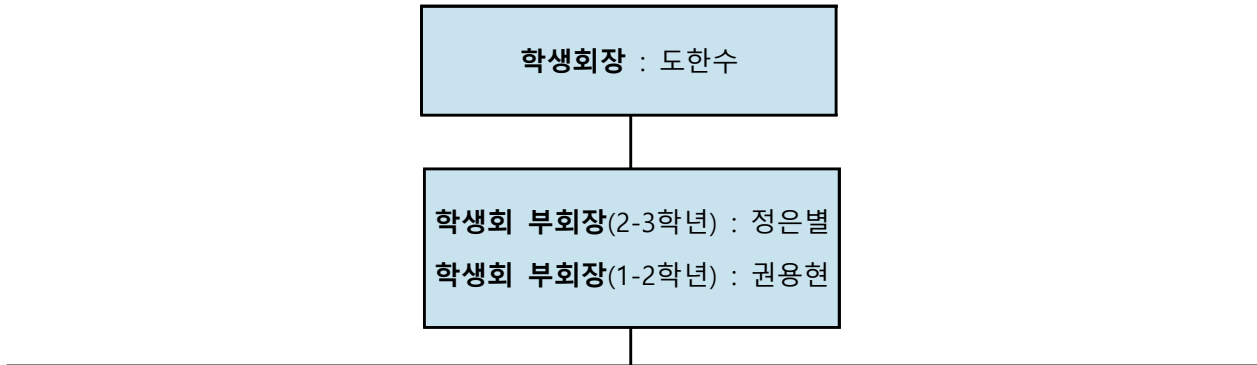 학생회장 : 도한수
학생회 부회장(2-3학년) : 정은별
학생회 부회장(1-2학년) : 권용현